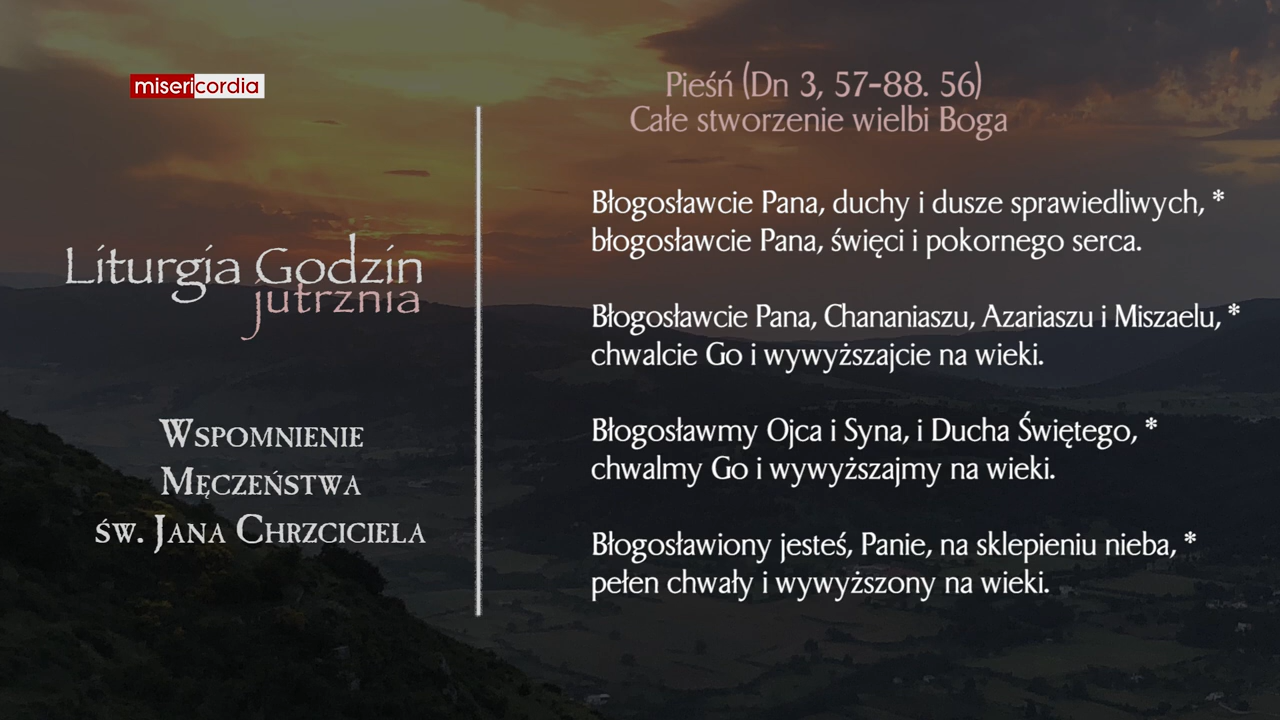 misericordia
Liturgia Godzin
jutrznia
Wspomnienie
Męczeństwa
św. Jana Chrzciciela
Pieśń (Dn 3, 57-88. 56)
Całe stworzenie wielbi Boga
Błogosławcie Pana, duchy i dusze sprawiedliwych, *
błogosławcie Pana, święci i pokornego serca.
Błogosławcie Pana, Chananiaszu, Azariaszu i Miszaelu, *
chwalcie Go i wywyższajcie na wieki.
Błogosławmy Ojca i Syna, i Ducha Świętego, *
chwalmy Go i wywyższajmy na wieki.
Błogosławiony jesteś, Panie, na sklepieniu nieba, *
pełen chwały i wywyższony na wieki.